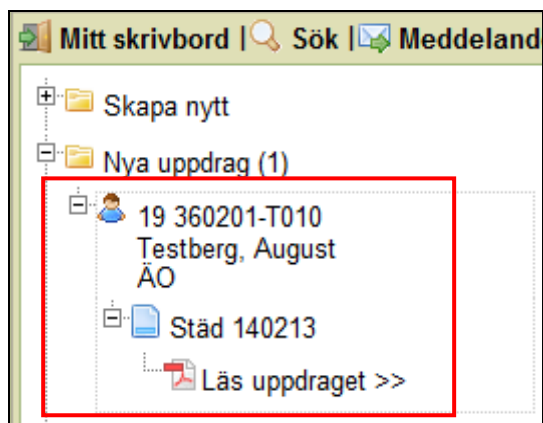 Mitt skrivbord | Sök | Meddeland
Skapa nytt
Nya uppdrag (1)
19 360201-T010
Testberg, August
ÄO
Städ 140213
Läs uppdraget >>